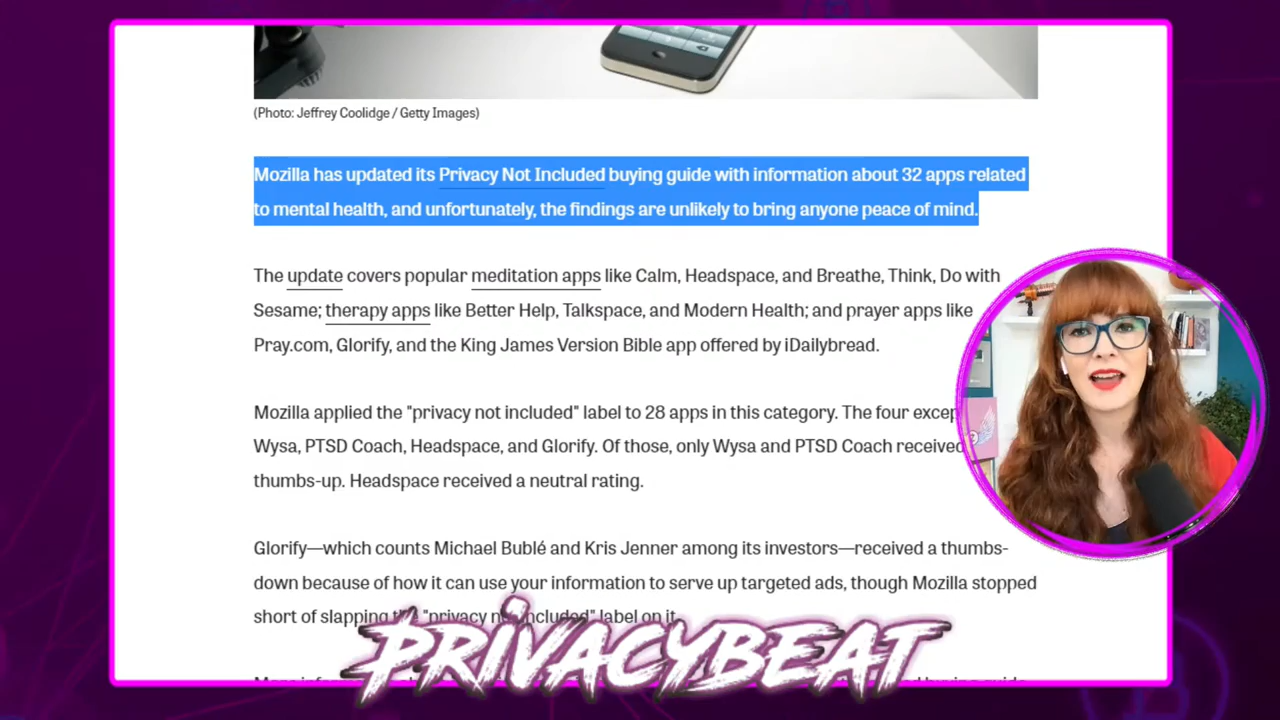 (Photo: Jeffrey Coolidge / Getty Images)
Mozilla has updated its Privacy Not Included buying guide with information about 32 apps related
to mental health, and unfortunately, the findings are unlikely to bring anyone peace of mind.
The update covers popular meditation apps like Calm, Headspace, and Breathe, Think, Do with
Sesame; therapy apps like Better Help, Talkspace, and Modern Health; and prayer apps like
Pray.com, Glorify, and the King James Version Bible app offered by iDailybread.
Mozilla applied the "privacy not included" label to 28 apps in this category. The four
Wysa, PTSD Coach, Headspace, and Glorify. Of those, only Wysa and PTSD Coach received
thumbs-up. Headspace received a neutral rating.
Glorify—which counts Michael Bublé and Kris Jenner among its investors—received a thumbs-
down because of how it can use your information to serve up targeted ads, though Mozilla stopped
short of slapping the "privacy not included" label on it.
PRIVACYBEAT